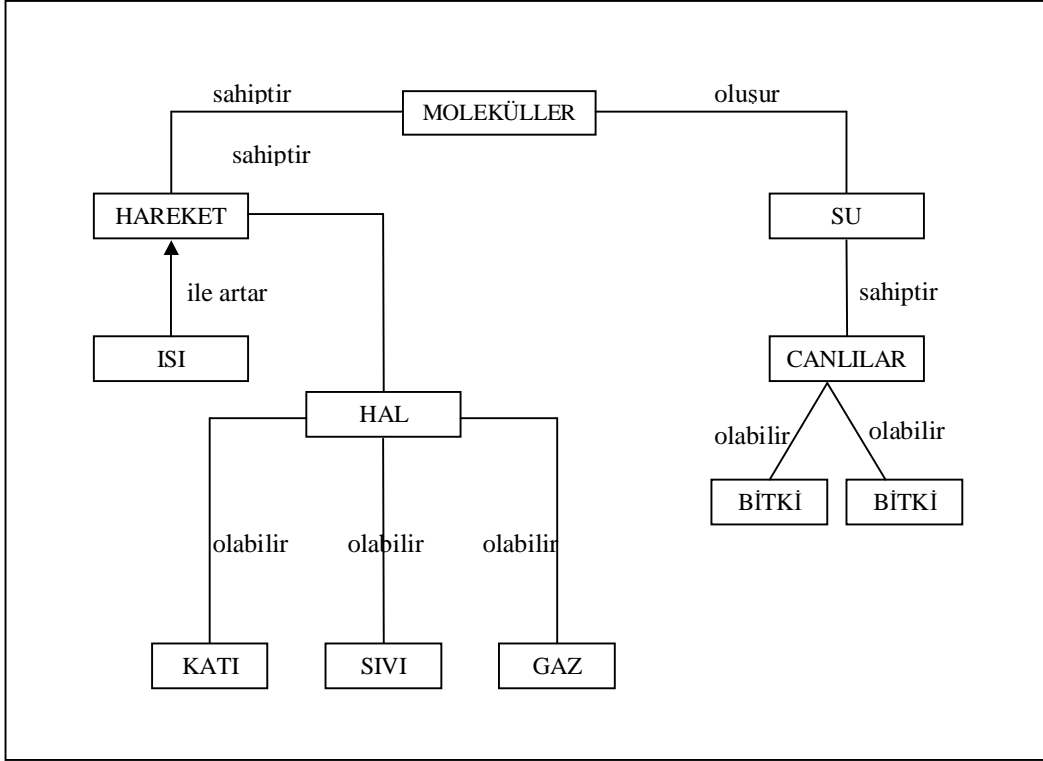 sahiptir
MOLEKÜLLER
oluşur
sahiptir
HAREKET
SU
ile artar
sahiptir
ISI
CANLILAR
HAL
olabilir
olabilir
BİTKİ
BİTKİ
olabilir
olabilir
olabilir
KATI
SIVI
GAZ